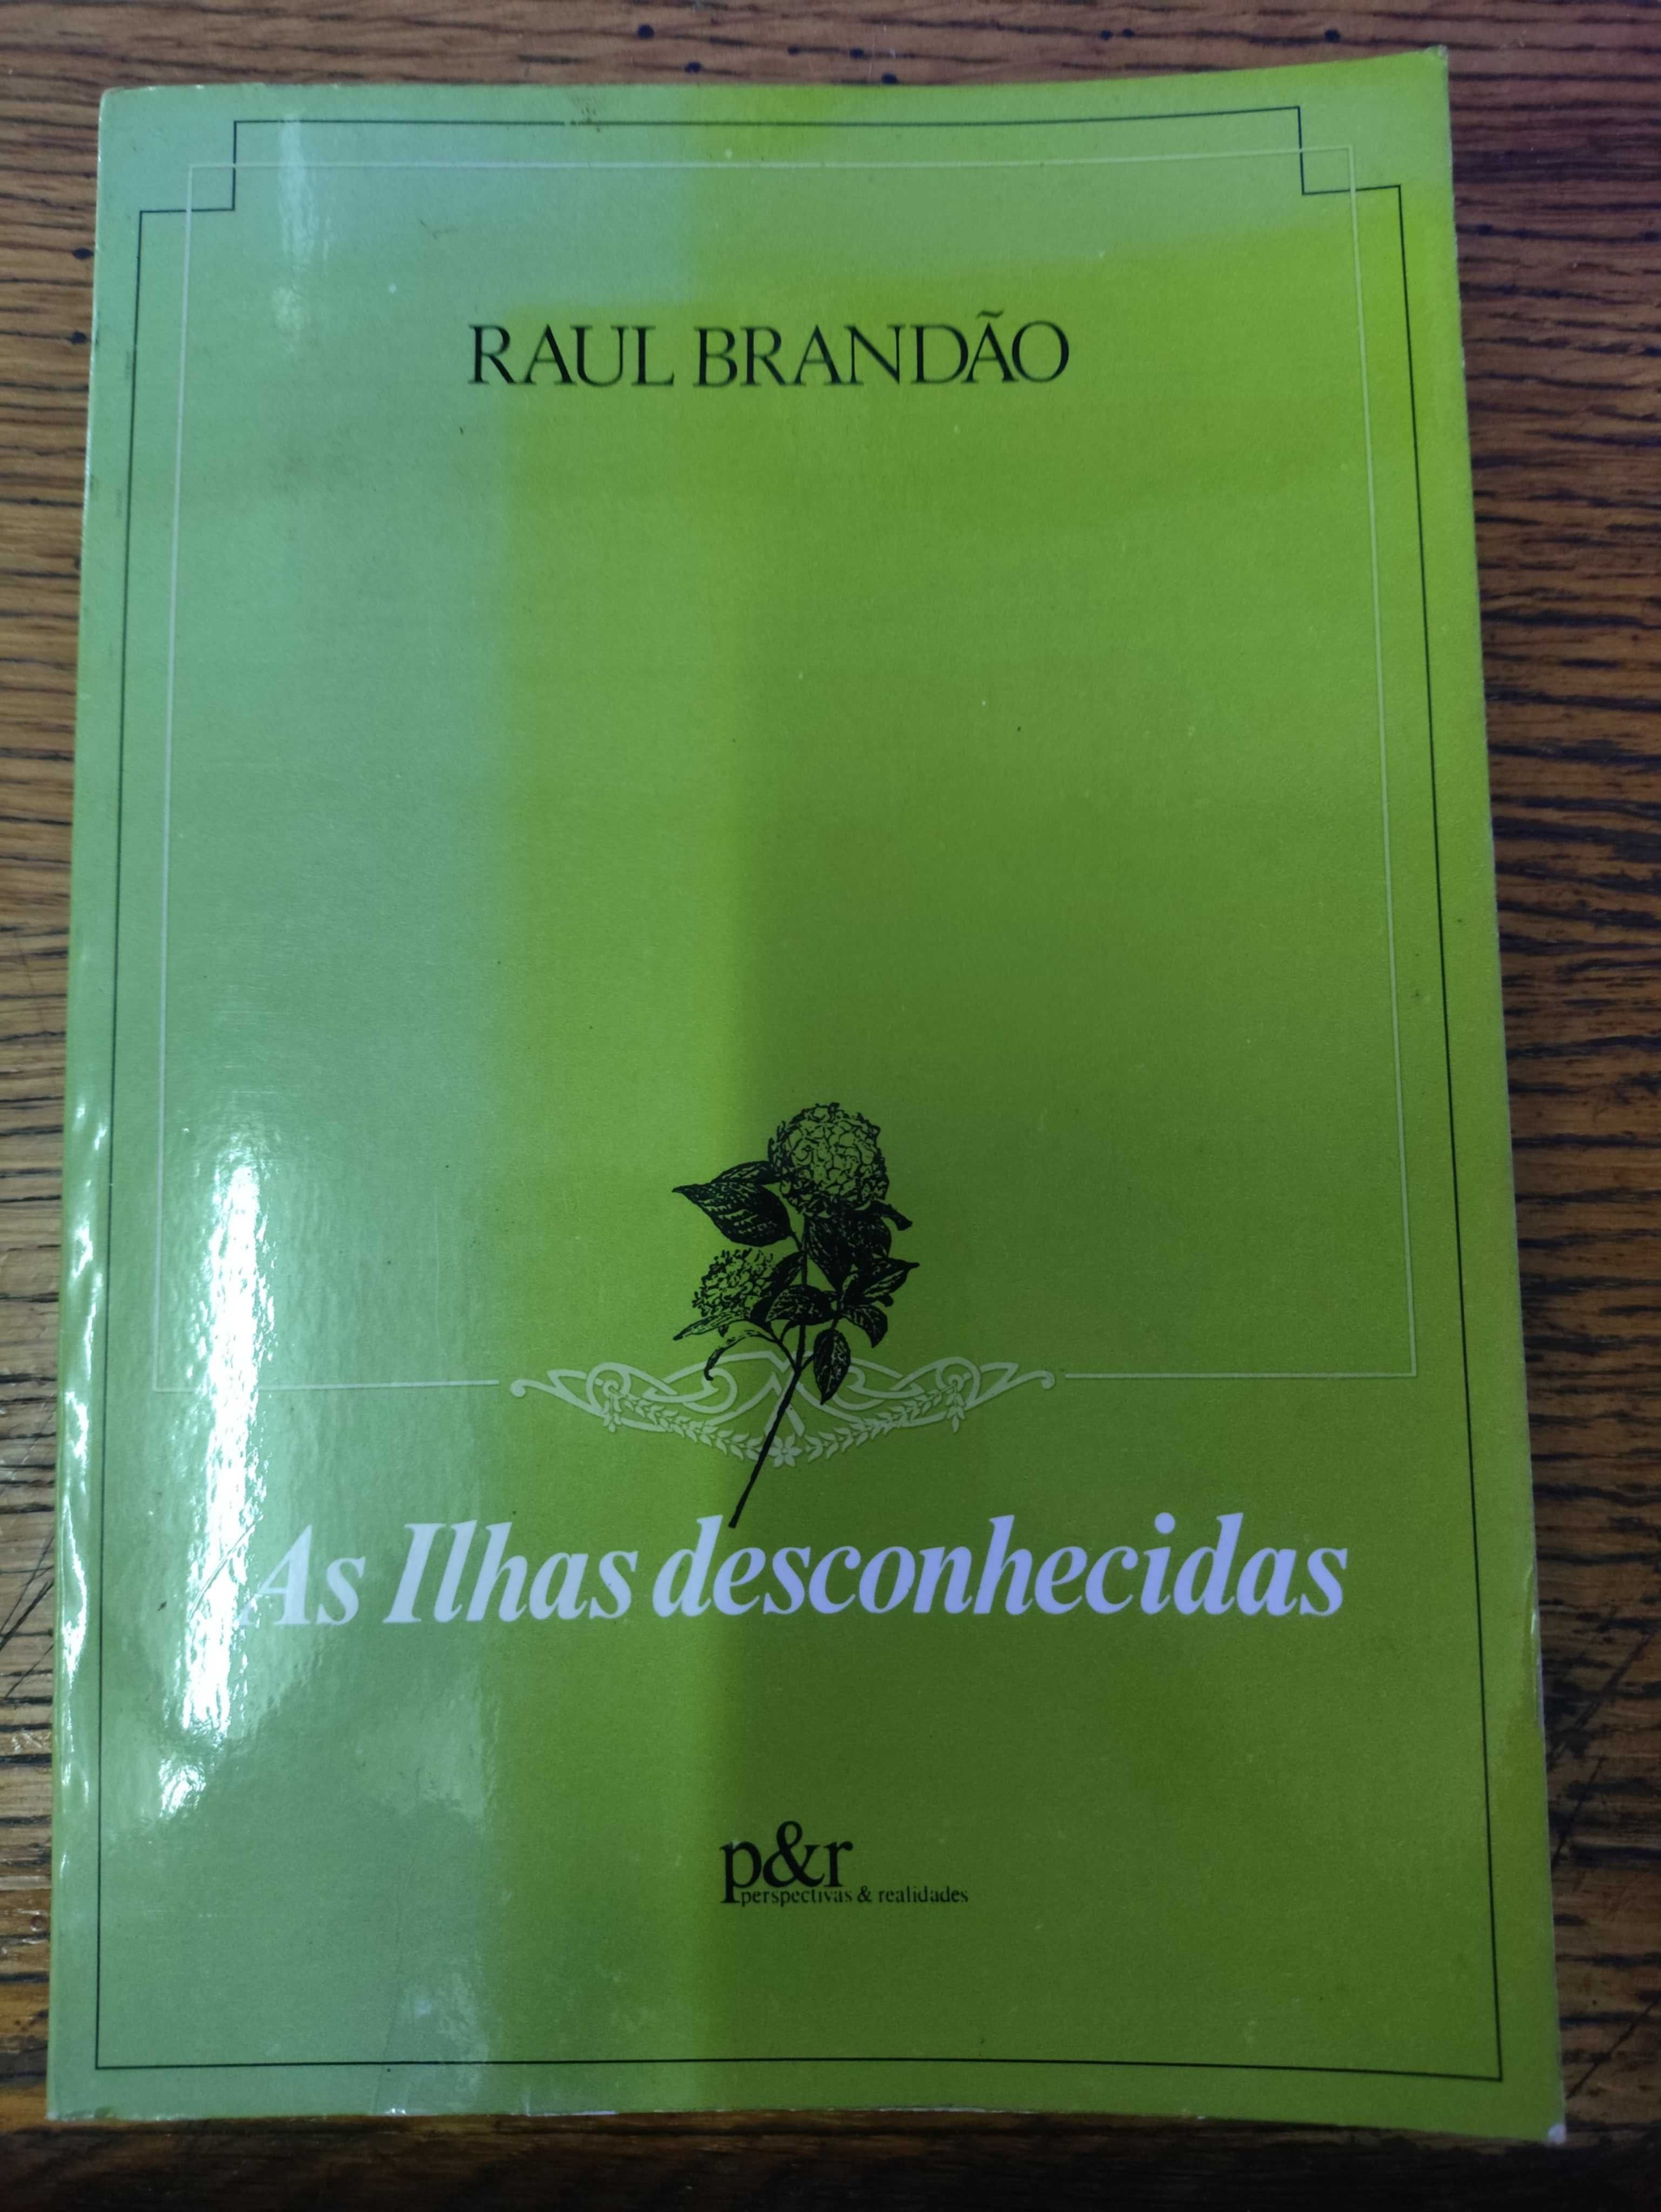 RAUL BRANDÃO
As Ilhas desconhecidas
p&r
perspectivas & realidades